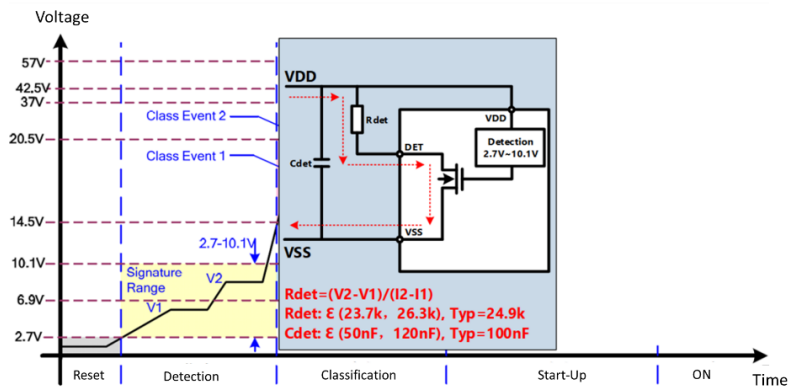 Voltage
57V
42.5V
37V
20.5V
14.5V
10.1V
6.9V
2.7V
Class Event 2
Class Event 1
2.7-10.1V
Signature
Range
V1
V2
VDD
Rdet
Cdet
DET
VDD
Detection
2.7V~10.1V
VSS
VSS
Rdet=(V2-V1)/(I2-I1)
Rdet: Ɛ (23.7k，26.3k), Typ=24.9k
Cdet: Ɛ (50nF，120nF), Typ=100nF
Reset
Detection
Classification
Start-Up
ON
Time